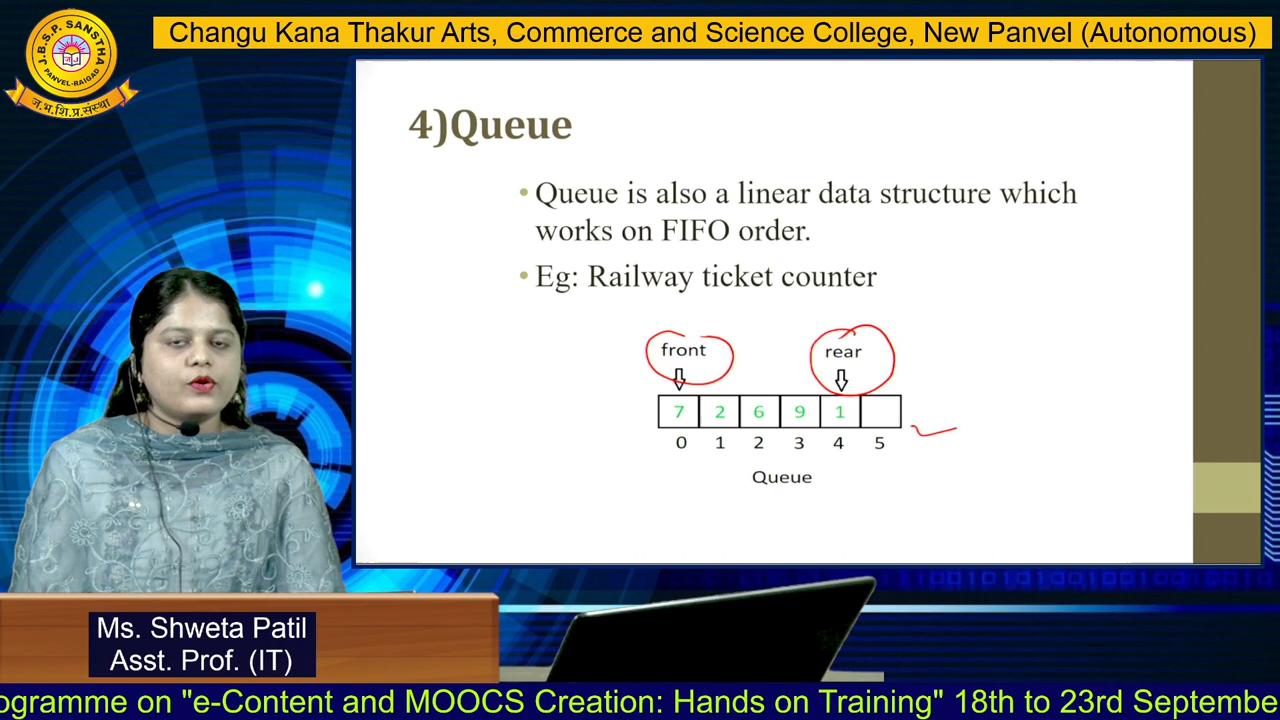 Changu Kana Thakur Arts, Commerce and Science College, New Panvel (Autonomous)
J.B.S.P. SANSTHA
PANVEL-RAIGAD
ज.भ.शि.प्र.संस्था
4)Queue
• Queue is also a linear data structure which
works on FIFO order.
• Eg: Railway ticket counter
front rear
7 2 6 9 1
0 1 2 3 4 5
Queue
Ms. Shweta Patil
Asst. Prof. (IT)
ogramme on "e-Content and MOOCS Creation: Hands on Training" 18th to 23rd Septembe